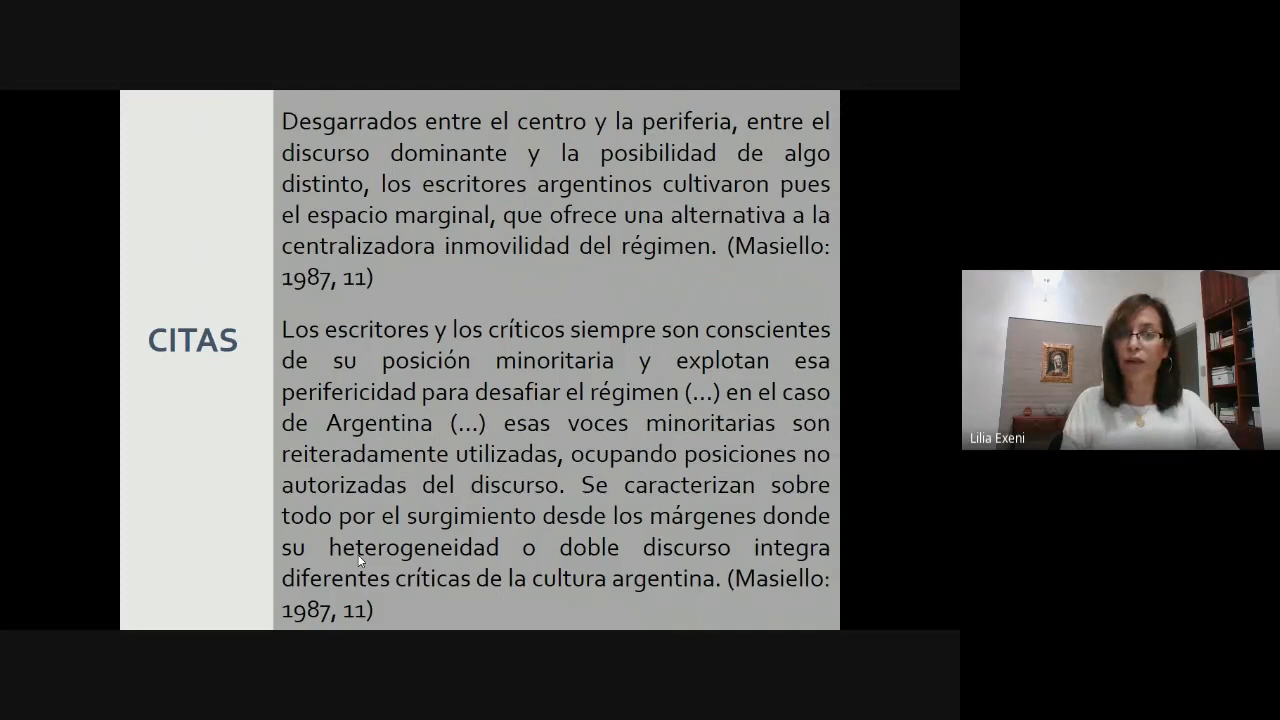 CITAS
Desgarrados entre el centro y la periferia, entre el
discurso dominante y la posibilidad de algo
distinto, los escritores argentinos cultivaron pues
el espacio marginal, que ofrece una alternativa a la
centralizadora inmovilidad del régimen. (Masiello:
1987, 11)
Los escritores y los críticos siempre son conscientes
de su posición minoritaria y explotan esa
perifericidad para desafiar el régimen (...) en el caso
de Argentina (...) esas voces minoritarias son
reiteradamente utilizadas, ocupando posiciones no
autorizadas del discurso. Se caracterizan sobre
todo por el surgimiento desde los márgenes donde
su heterogeneidad o doble discurso integra
diferentes críticas de la cultura argentina. (Masiello:
1987, 11)
Lilia Exeni